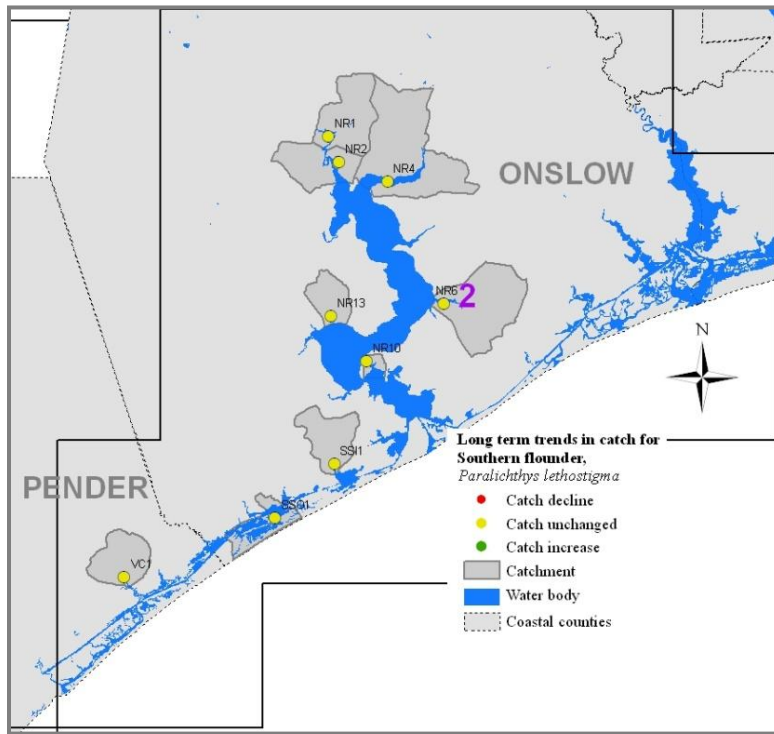 NR1
NR2
NR4
ONSLOW
NR6
2
NR13
N
NR10
Long term trends in catch for
Southern flounder,
Paralichthys lethostigma
SSI1
PENDER
Catch decline
SSO1
Catch unchanged
Catch increase
VC1
Catchment
Water body
Coastal counties